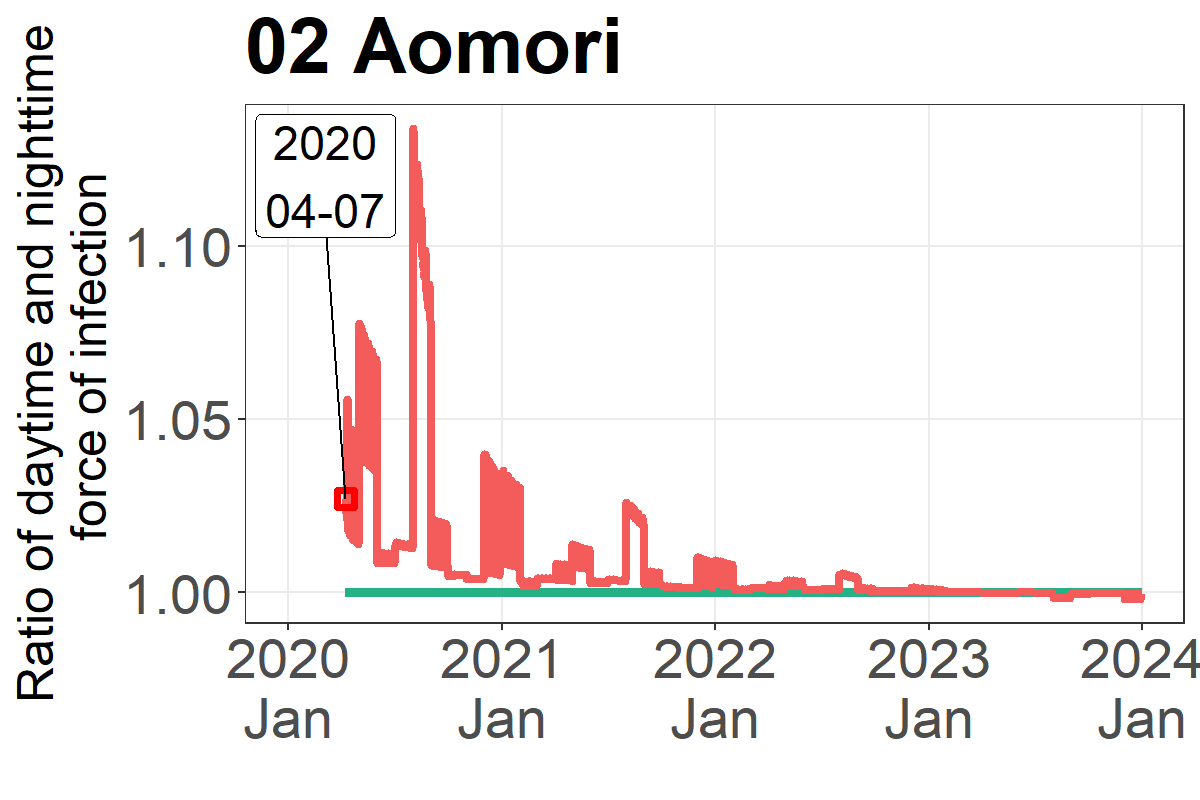 02 Aomori
Ratio of daytime and nighttime
force of infection
2020
04-07
1.10
1.05
1.00
2020 2021 2022 2023 2024
Jan Jan Jan Jan Jan